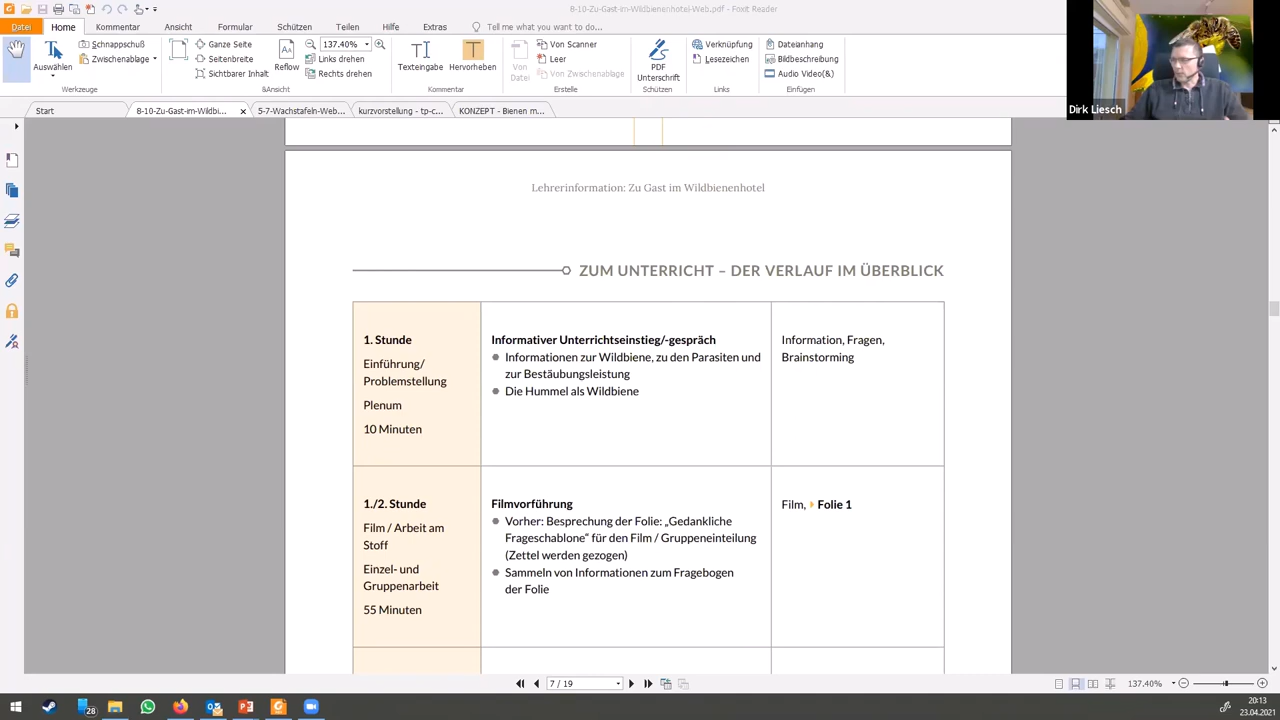 8-10-Zu-Gast-im-Wildbienenhotel-Web.pdf - Foxit Reader
Datei Home Kommentar Ansicht Formular Schützen Teilen Hilfe Extras Tell me what you want to do...
Auswählen
Schnappschuß
Zwischenablage
Werkzeuge
Ganze Seite
Seitenbreite
Sichtbarer Inhalt
Reflow
137.40%
Links drehen
Rechts drehen
&Ansicht
Texteingabe
Hervorheben
Kommentar
Von Datei
Von Scanner
Leer
Von Zwischenablage
Erstelle
PDF Unterschrift
Schützen
Verknüpfung
Lesezeichen
Links
Dateianhang
Bildbeschreibung
Audio Video(&)
Einfügen
Dirk Liesch
Start 8-10-Zu-Gast-im-Wildbi... 5-7-Wachstafeln-Web... kurzvorstellung - tp-c... KONZEPT - Bienen m...
Lehrerinformation: Zu Gast im Wildbienenhotel
ZUM UNTERRICHT – DER VERLAUF IM ÜBERBLICK
1. Stunde
Einführung/
Problemstellung
Plenum
10 Minuten
Informativer Unterrichtseinstieg/-gespräch
Informationen zur Wildbiene, zu den Parasiten und
zur Bestäubungsleistung
Die Hummel als Wildbiene
Information, Fragen,
Brainstorming
1./2. Stunde
Film / Arbeit am
Stoff
Einzel- und
Gruppenarbeit
55 Minuten
Filmvorführung
Vorher: Besprechung der Folie: „Gedankliche
Frageschablone“ für den Film / Gruppeneinteilung
(Zettel werden gezogen)
Sammeln von Informationen zum Fragebogen
der Folie
Film, Folie 1
7 / 19
137.40%
28
20:13
23.04.2021